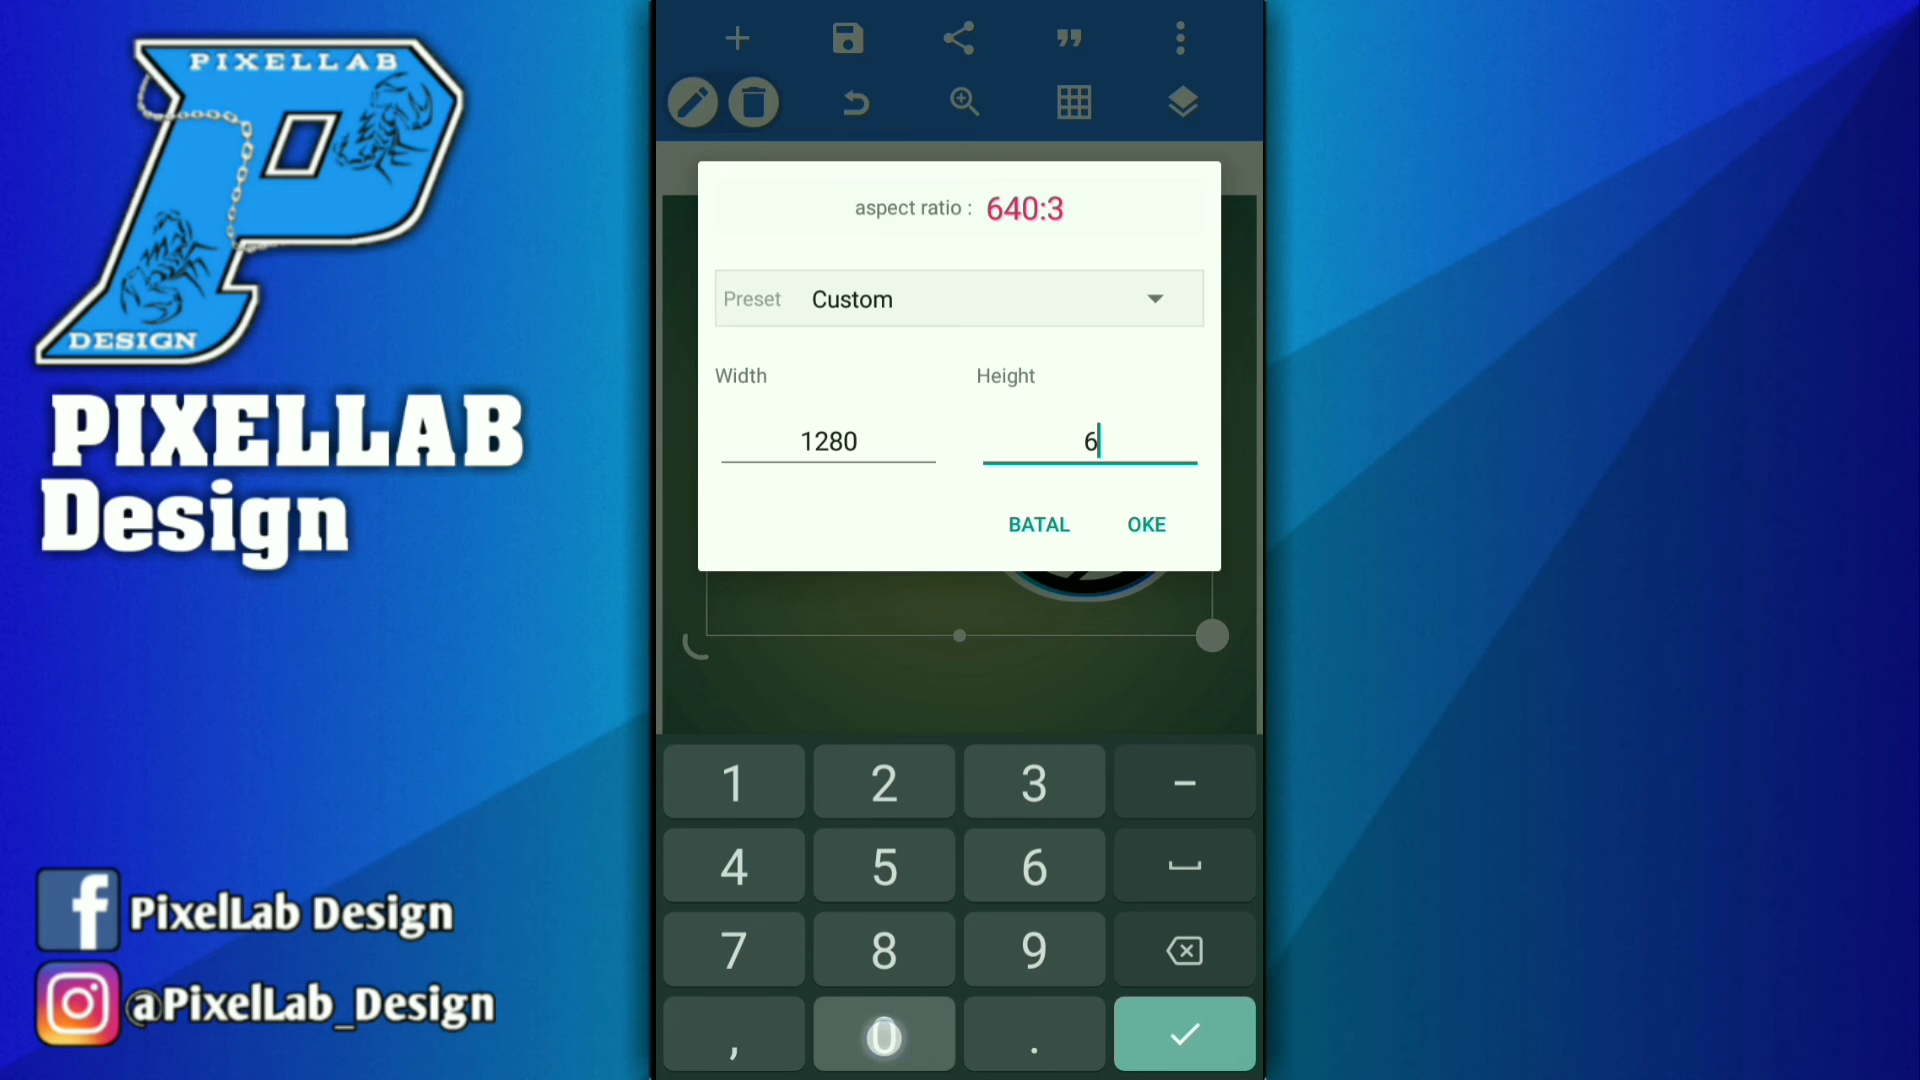 PIXELLAB
DESIGN
PIXELLAB
Design
PixelLab Design
@PixelLab_Design
aspect ratio : 640:3
Preset Custom
Width Height
1280 6
BATAL OKE
1 2 3 -
4 5 6
7 8 9
, 0 .